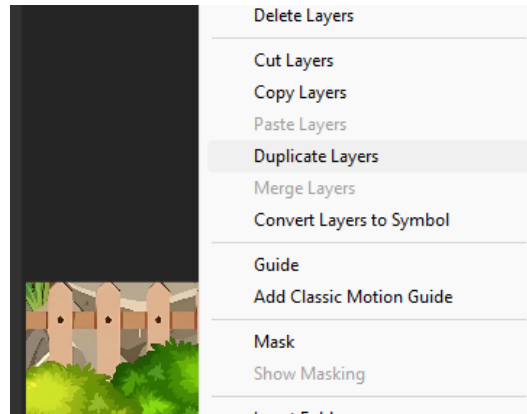 Delete Layers
Cut Layers
Copy Layers
Paste Layers
Duplicate Layers
Merge Layers
Convert Layers to Symbol
Guide
Add Classic Motion Guide
Mask
Show Masking